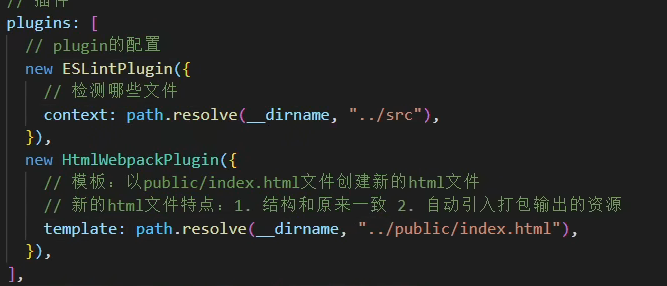 // 插件
plugins: [
// plugin的配置
new ESLintPlugin({
// 检测哪些文件
context: path.resolve(__dirname, "../src"),
}),
new HtmlWebpackPlugin({
// 模板：以public/index.html文件创建新的html文件
// 新的html文件特点：1. 结构和原来一致 2. 自动引入打包输出的资源
template: path.resolve(__dirname, "../public/index.html"),
}),
],